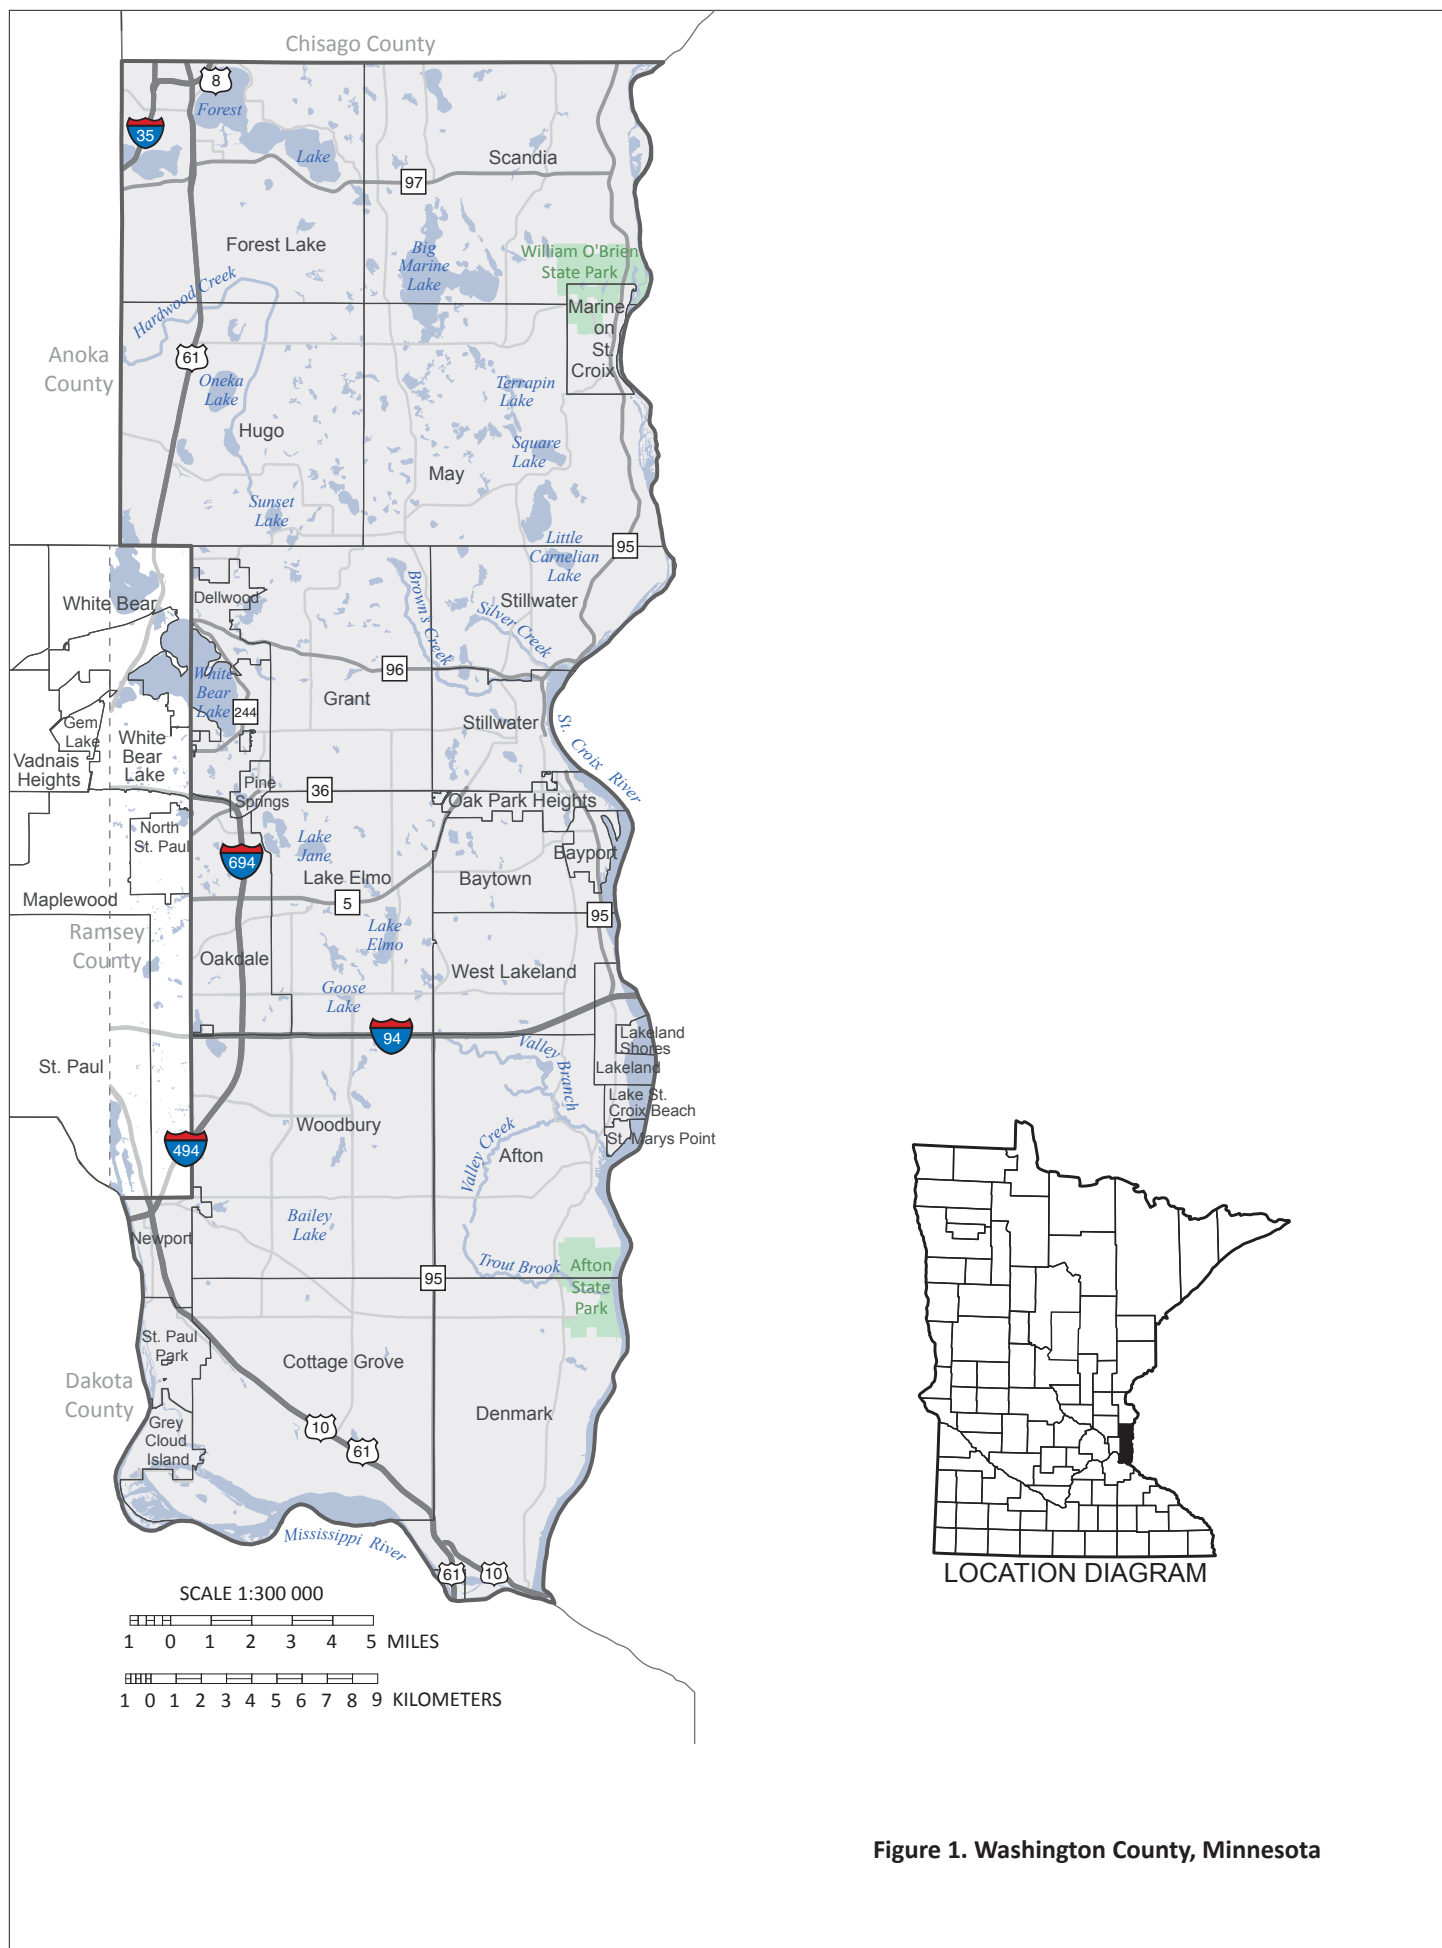 Chisago County
8
Forest
35
Lake
Scandia
97
Forest Lake
Big
Marine
Lake
William O'Brien
State Park
Hardwood Creek
Marine
on
St.
Croix
Anoka
County
61
Oneka
Lake
Terrapin
Lake
Hugo
Square
Lake
May
Sunset
Lake
Little
Carnelian
Lake
95
White Bear
Dellwood
Brown's Creek
Stillwater
Silver Creek
96
White
Bear
Lake
Grant
244
Gem
Lake
White
Bear
Lake
Stillwater
St. Croix River
Vadnais
Heights
Pine
Springs
36
Oak Park Heights
North
St. Paul
Lake
Jane
694
Bayport
Lake Elmo
Baytown
Maplewood
5
95
Ramsey
County
Lake
Elmo
Oakdale
West Lakeland
Goose
Lake
94
Lakeland
Shores
Valley Branch
St. Paul
Lakeland
Lake St.
Croix Beach
Woodbury
St. Marys Point
494
Valley Creek
Afton
Bailey
Lake
Newport
Trout Brook
Afton
State
Park
95
St. Paul
Park
Cottage Grove
Dakota
County
Denmark
Grey
Cloud
Island
10
61
Mississippi River
61
10
SCALE 1:300 000
1 0 1 2 3 4 5 MILES
1 0 1 2 3 4 5 6 7 8 9 KILOMETERS
LOCATION DIAGRAM
Figure 1. Washington County, Minnesota